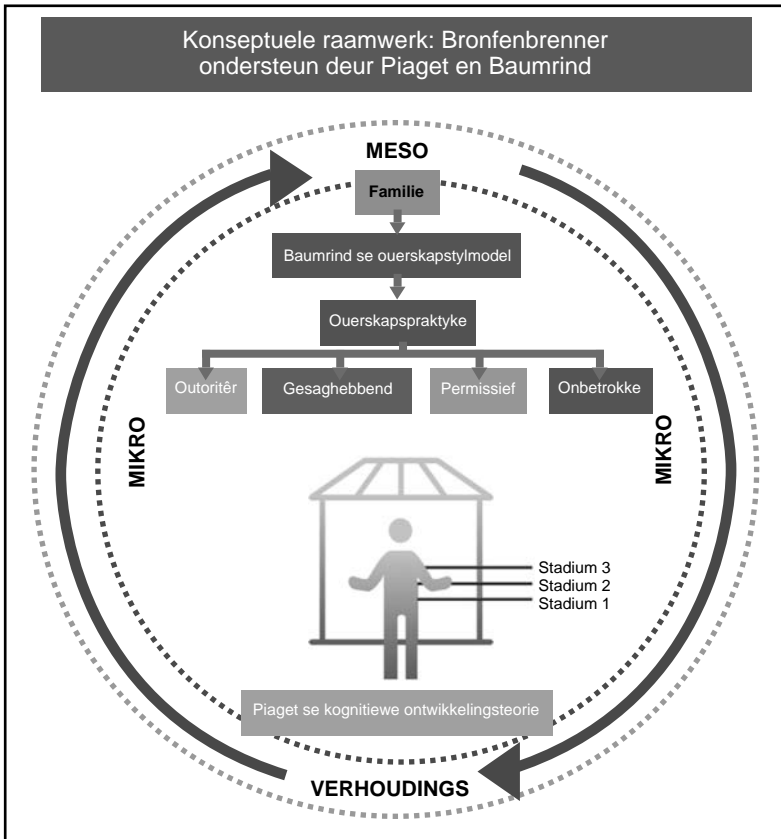 Konseptuele raamwerk: Bronfenbrenner
ondersteun deur Piaget en Baumrind
MESO
Familie
Baumrind se ouerskapstylmodel
Ouerskapspraktyke
Outoritêr
Gesaghebbend
Permissief
Onbetrokke
MIKRO
MIKRO
Stadium 3
Stadium 2
Stadium 1
Piaget se kognitiewe ontwikkelingsteorie
VERHOUDINGS